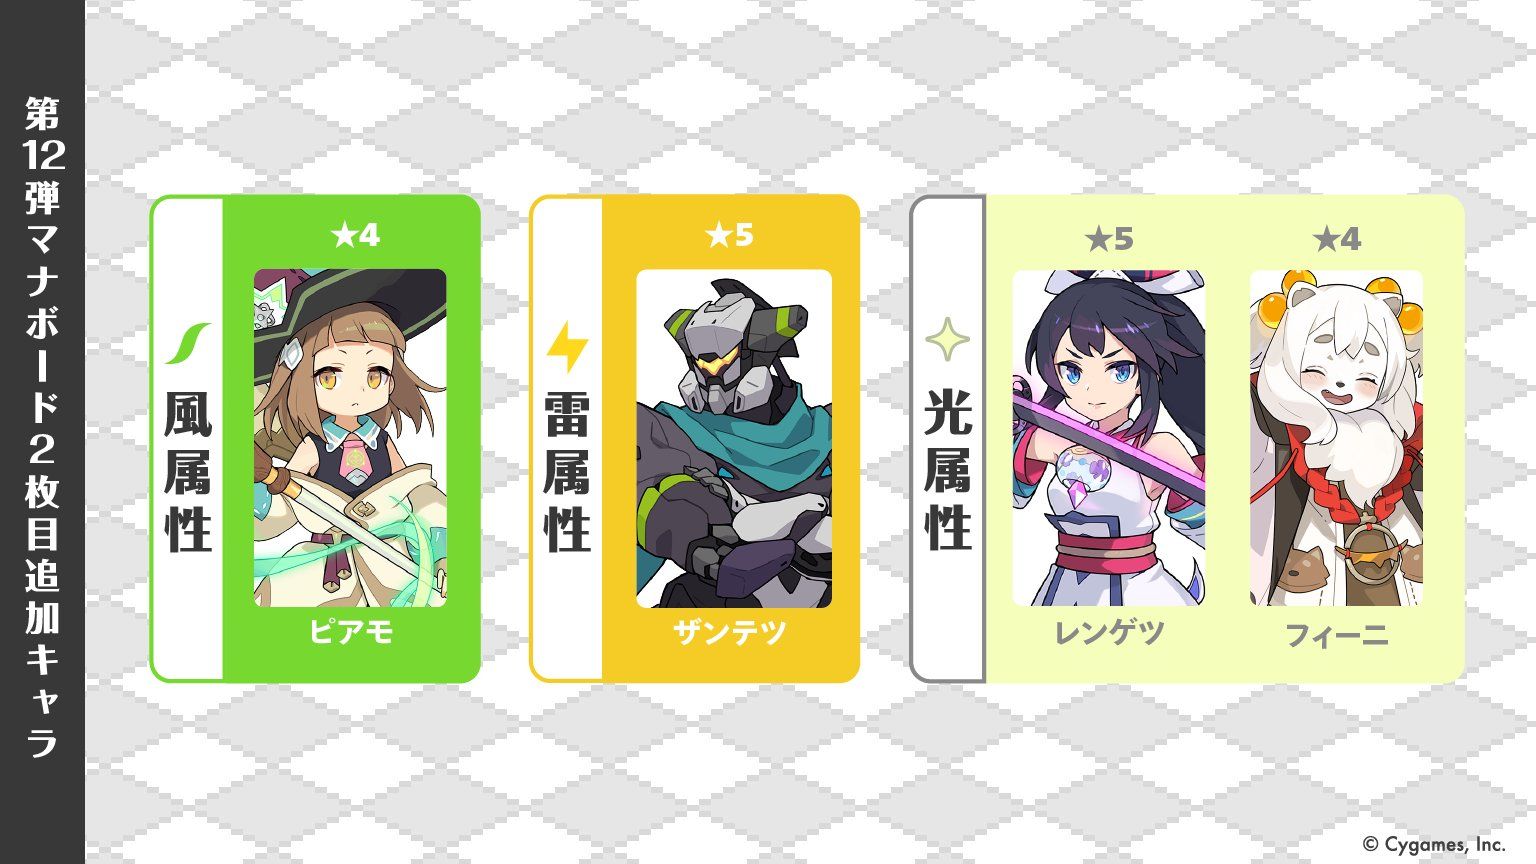 第12弾マナボード2枚目追加キャラ
風属性
★4
ピアモ
雷属性
★5
ザンテツ
光属性
★5
レンゲツ
★4
フィーニ
© Cygames, Inc.